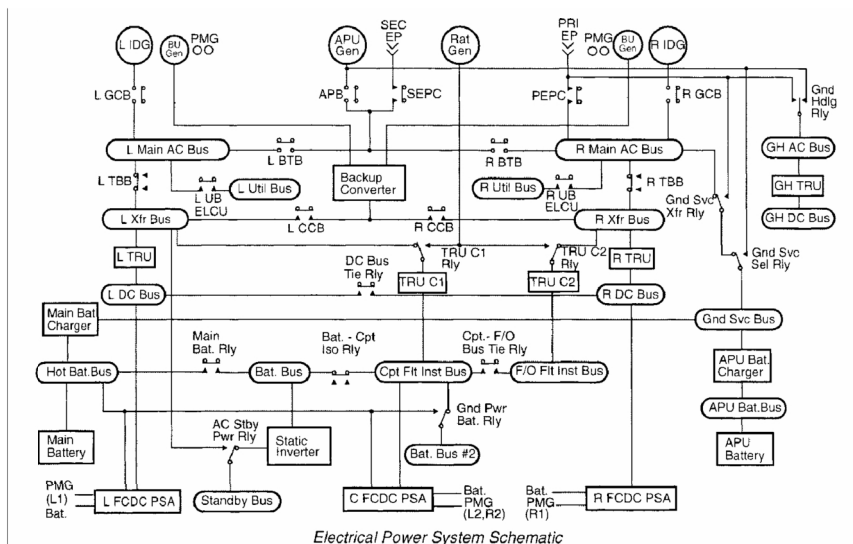 SEC
EP
PRI
EP
L IDG
BU
Gen
PMG
APU
Gen
Rat
Gen
PMG
BU
Gen
R IDG
L GCB
APB
SEPC
PEPC
R GCB
Gnd
Hdlg
Rly
L Main AC Bus
L BTB
R BTB
R Main AC Bus
GH AC Bus
L TBB
L UB
ELCU
L Util Bus
Backup
Converter
R Util Bus
R UB
ELCU
R TBB
Gnd Svc
Xfr Rly
GH TRU
GH DC Bus
L Xfr Bus
L CCB
R CCB
R Xfr Bus
L TRU
DC Bus
Tie Rly
TRU C1
Rly
TRU C2
Rly
R TRU
Gnd Svc
Sel Rly
TRU C1
TRU C2
L DC Bus
R DC Bus
Main Bat.
Charger
Gnd Svc Bus
Main
Bat. Rly
Bat. - Cpt
Iso Rly
Cpt.- F/O
Bus Tie Rly
Hot Bat.Bus
Bat. Bus
Cpt Flt Inst Bus
F/O Flt Inst Bus
APU Bat.
Charger
APU Bat.Bus
Gnd Pwr
Bat. Rly
AC Stby
Pwr Rly
Main
Battery
Static
Inverter
Bat. Bus #2
APU
Battery
PMG
(L1)
Bat.
L FCDC PSA
Standby Bus
C FCDC PSA
Bat.
PMG
(L2,R2)
Bat.
PMG
(R1)
R FCDC PSA
Electrical Power System Schematic